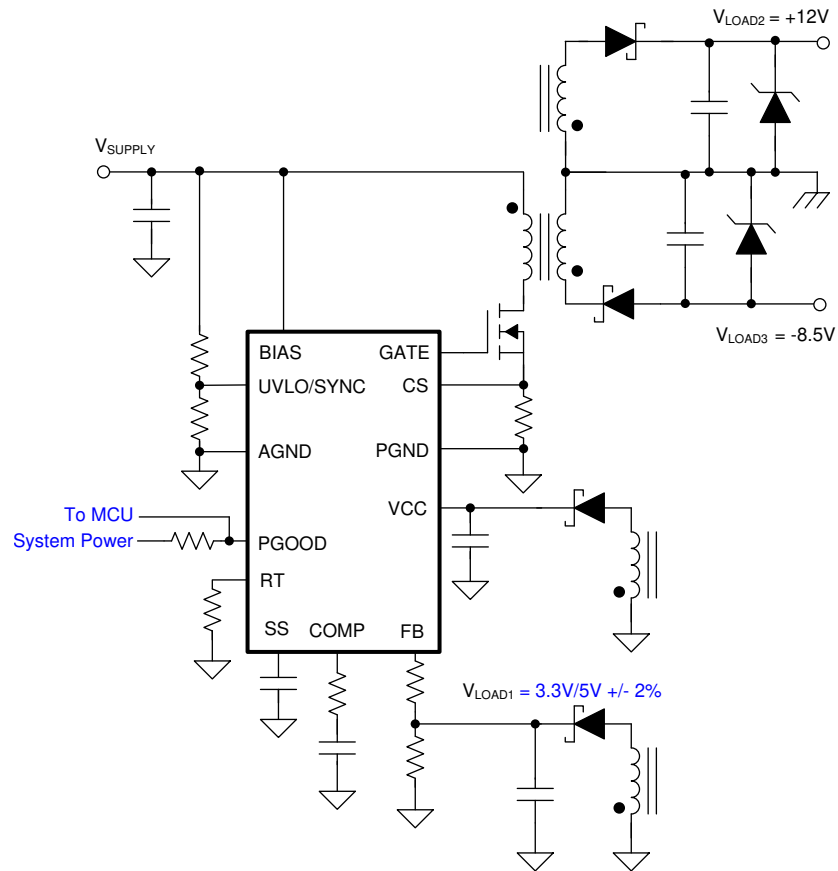 VLOAD2 = +12V
VSUPPLY
VLOAD3 = -8.5V
BIAS
GATE
UVLO/SYNC
CS
AGND
PGND
VCC
To MCU
System Power
PGOOD
RT
SS
COMP
FB
VLOAD1 = 3.3V/5V +/- 2%